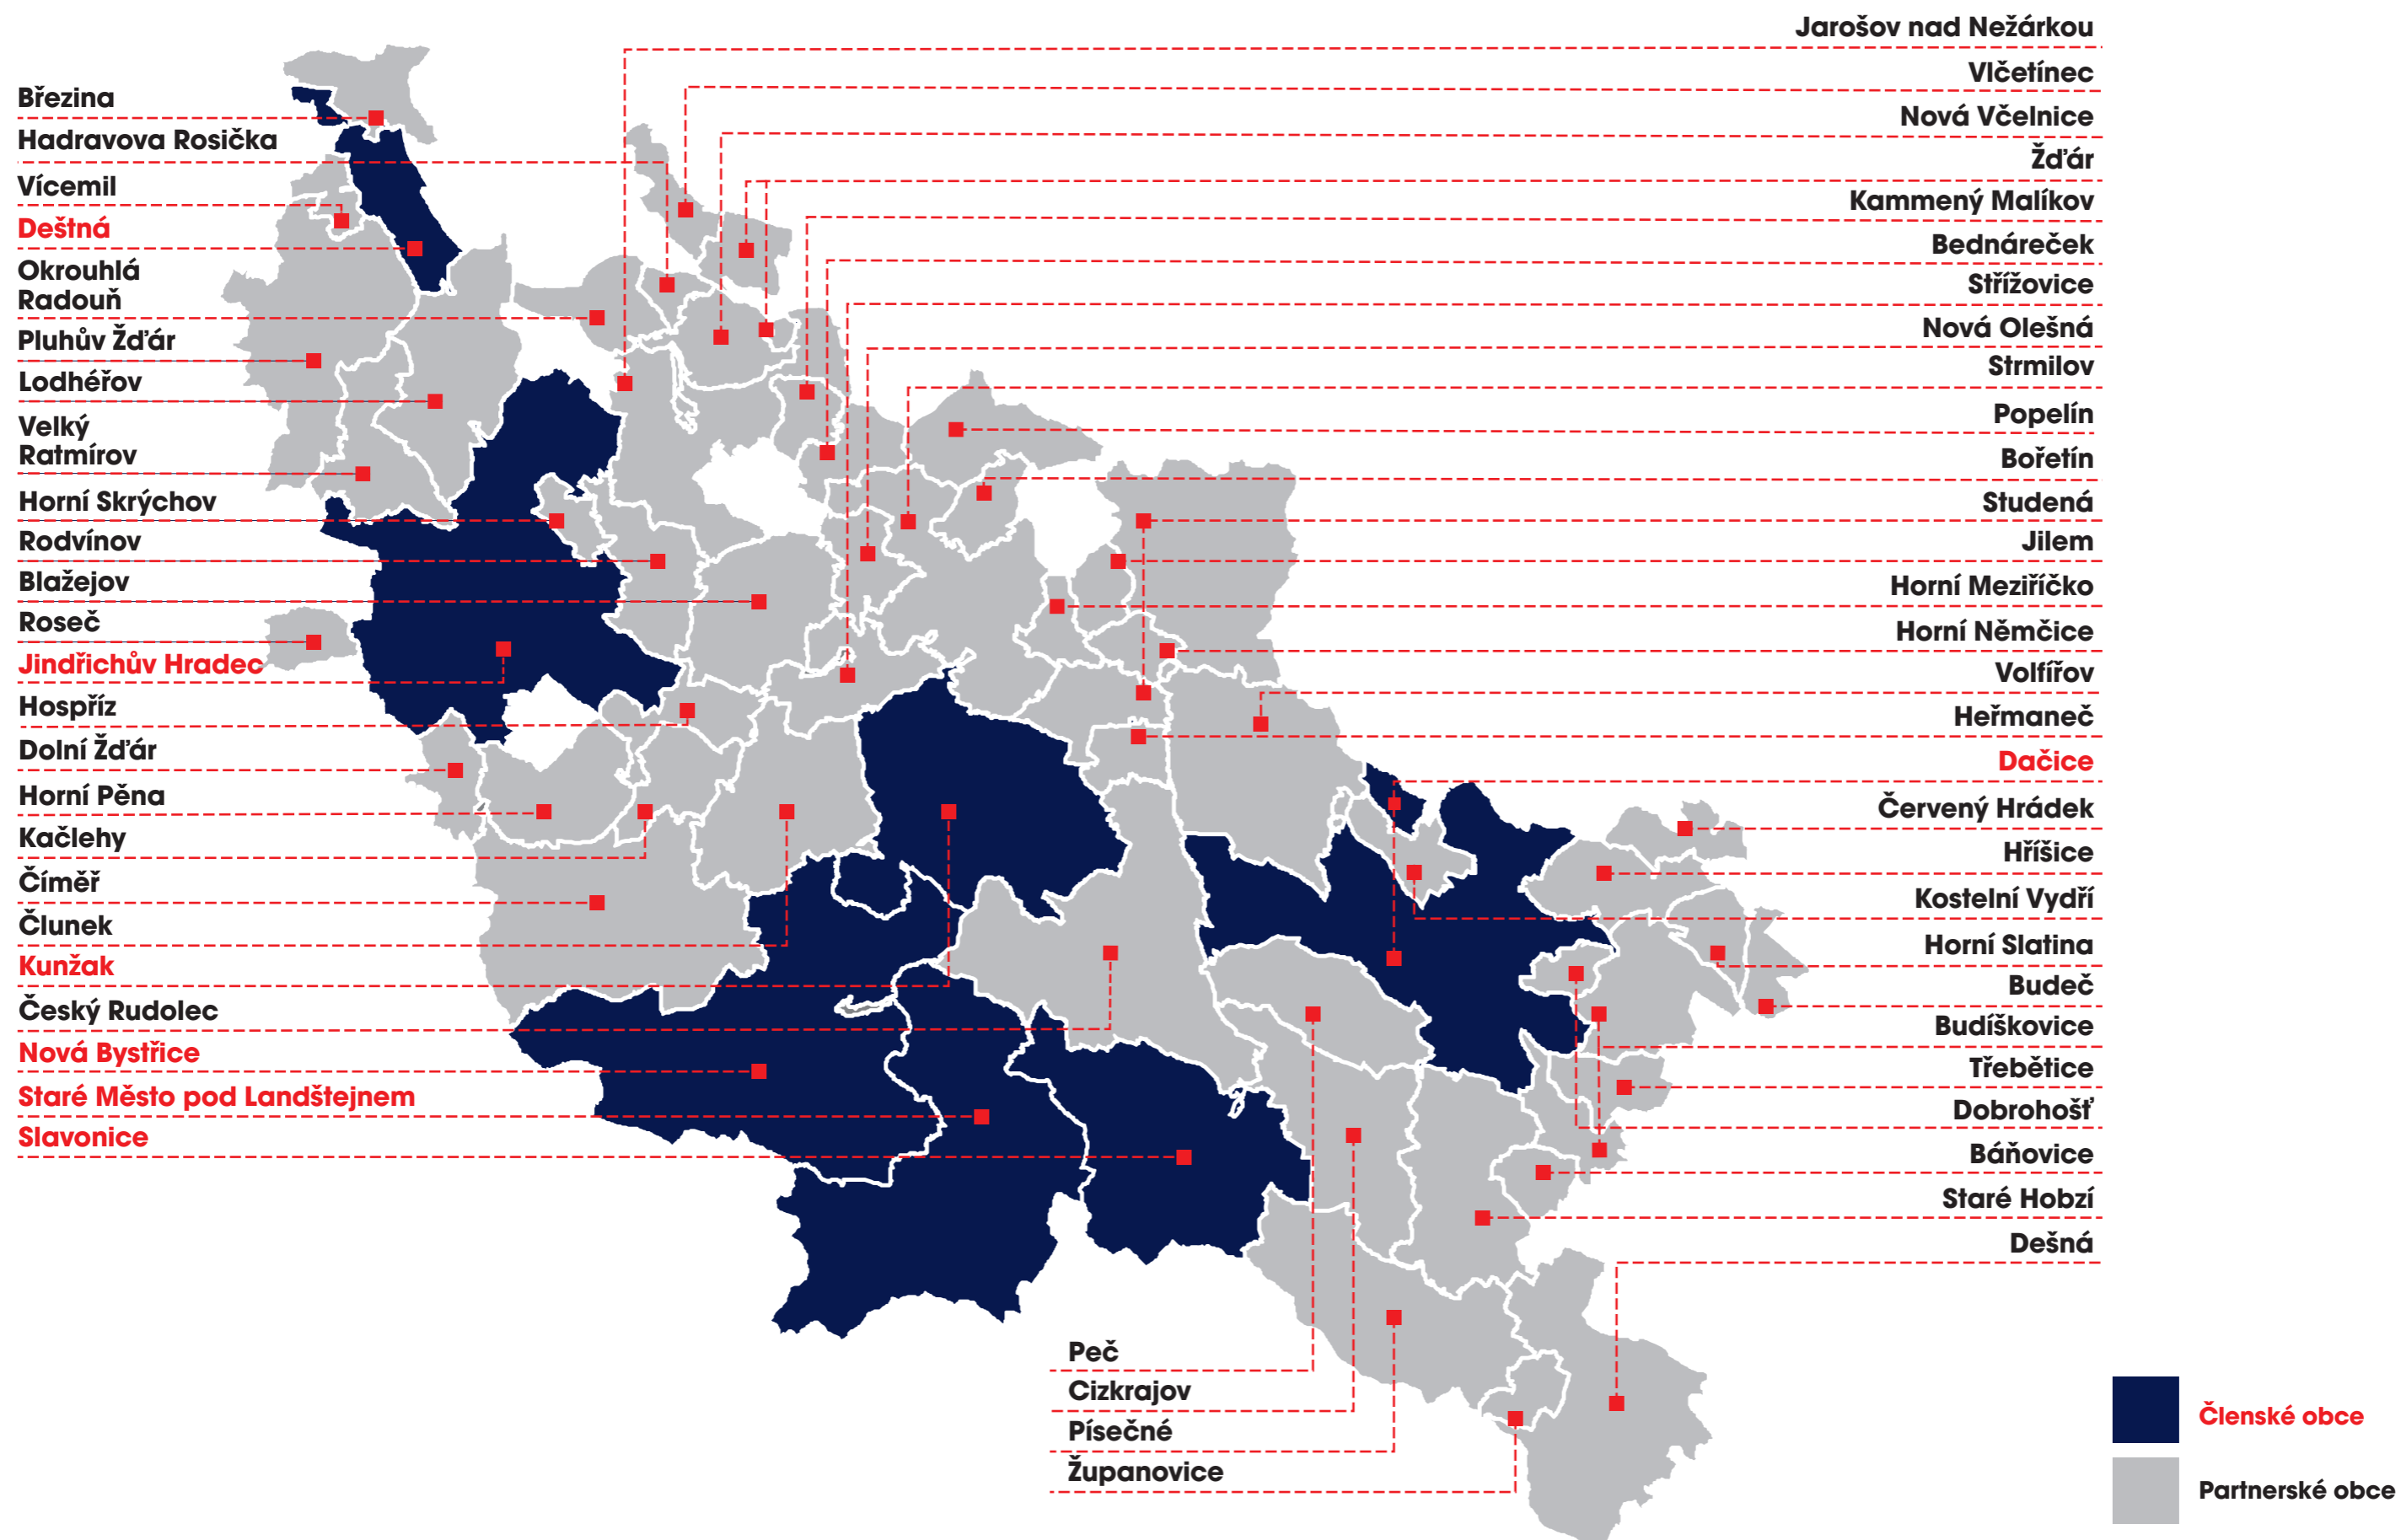 Březina
Hadravova Rosička
Vícemil
Deštná
Okrouhlá
Radouň
Pluhův Žďár
Lodhéřov
Velký
Ratmírov
Horní Skrýchov
Rodvínov
Blažejov
Roseč
Jindřichův Hradec
Hospříz
Dolní Žďár
Horní Pěna
Kačlehy
Číměř
Člunek
Kunžak
Český Rudolec
Nová Bystřice
Staré Město pod Landštejnem
Slavonice
Jarošov nad Nežárkou
Vlčetínec
Nová Včelnice
Žďár
Kammený Malíkov
Bednáreček
Střížovice
Nová Olešná
Strmilov
Popelín
Bořetín
Studená
Jilem
Horní Meziříčko
Horní Němčice
Volfířov
Heřmaneč
Dačice
Červený Hrádek
Hříšice
Kostelní Vydří
Horní Slatina
Budeč
Budíškovice
Třebětice
Dobrohošť
Báňovice
Staré Hobzí
Dešná
Peč
Cizkrajov
Písečné
Županovice
Členské obce
Partnerské obce